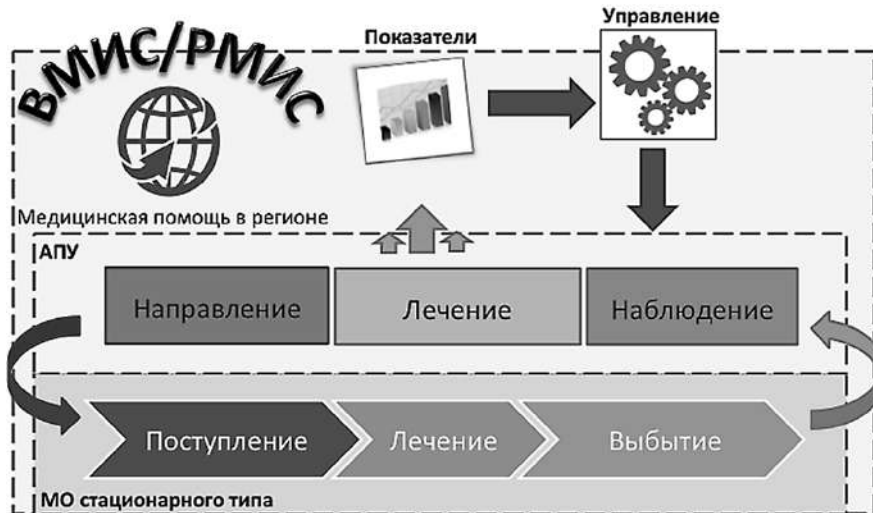 Управление
Показатели
ВМИС/РМИС
Медицинская помощь в регионе
АПУ
Направление
Лечение
Наблюдение
Поступление
Лечение
Выбытие
МО стационарного типа